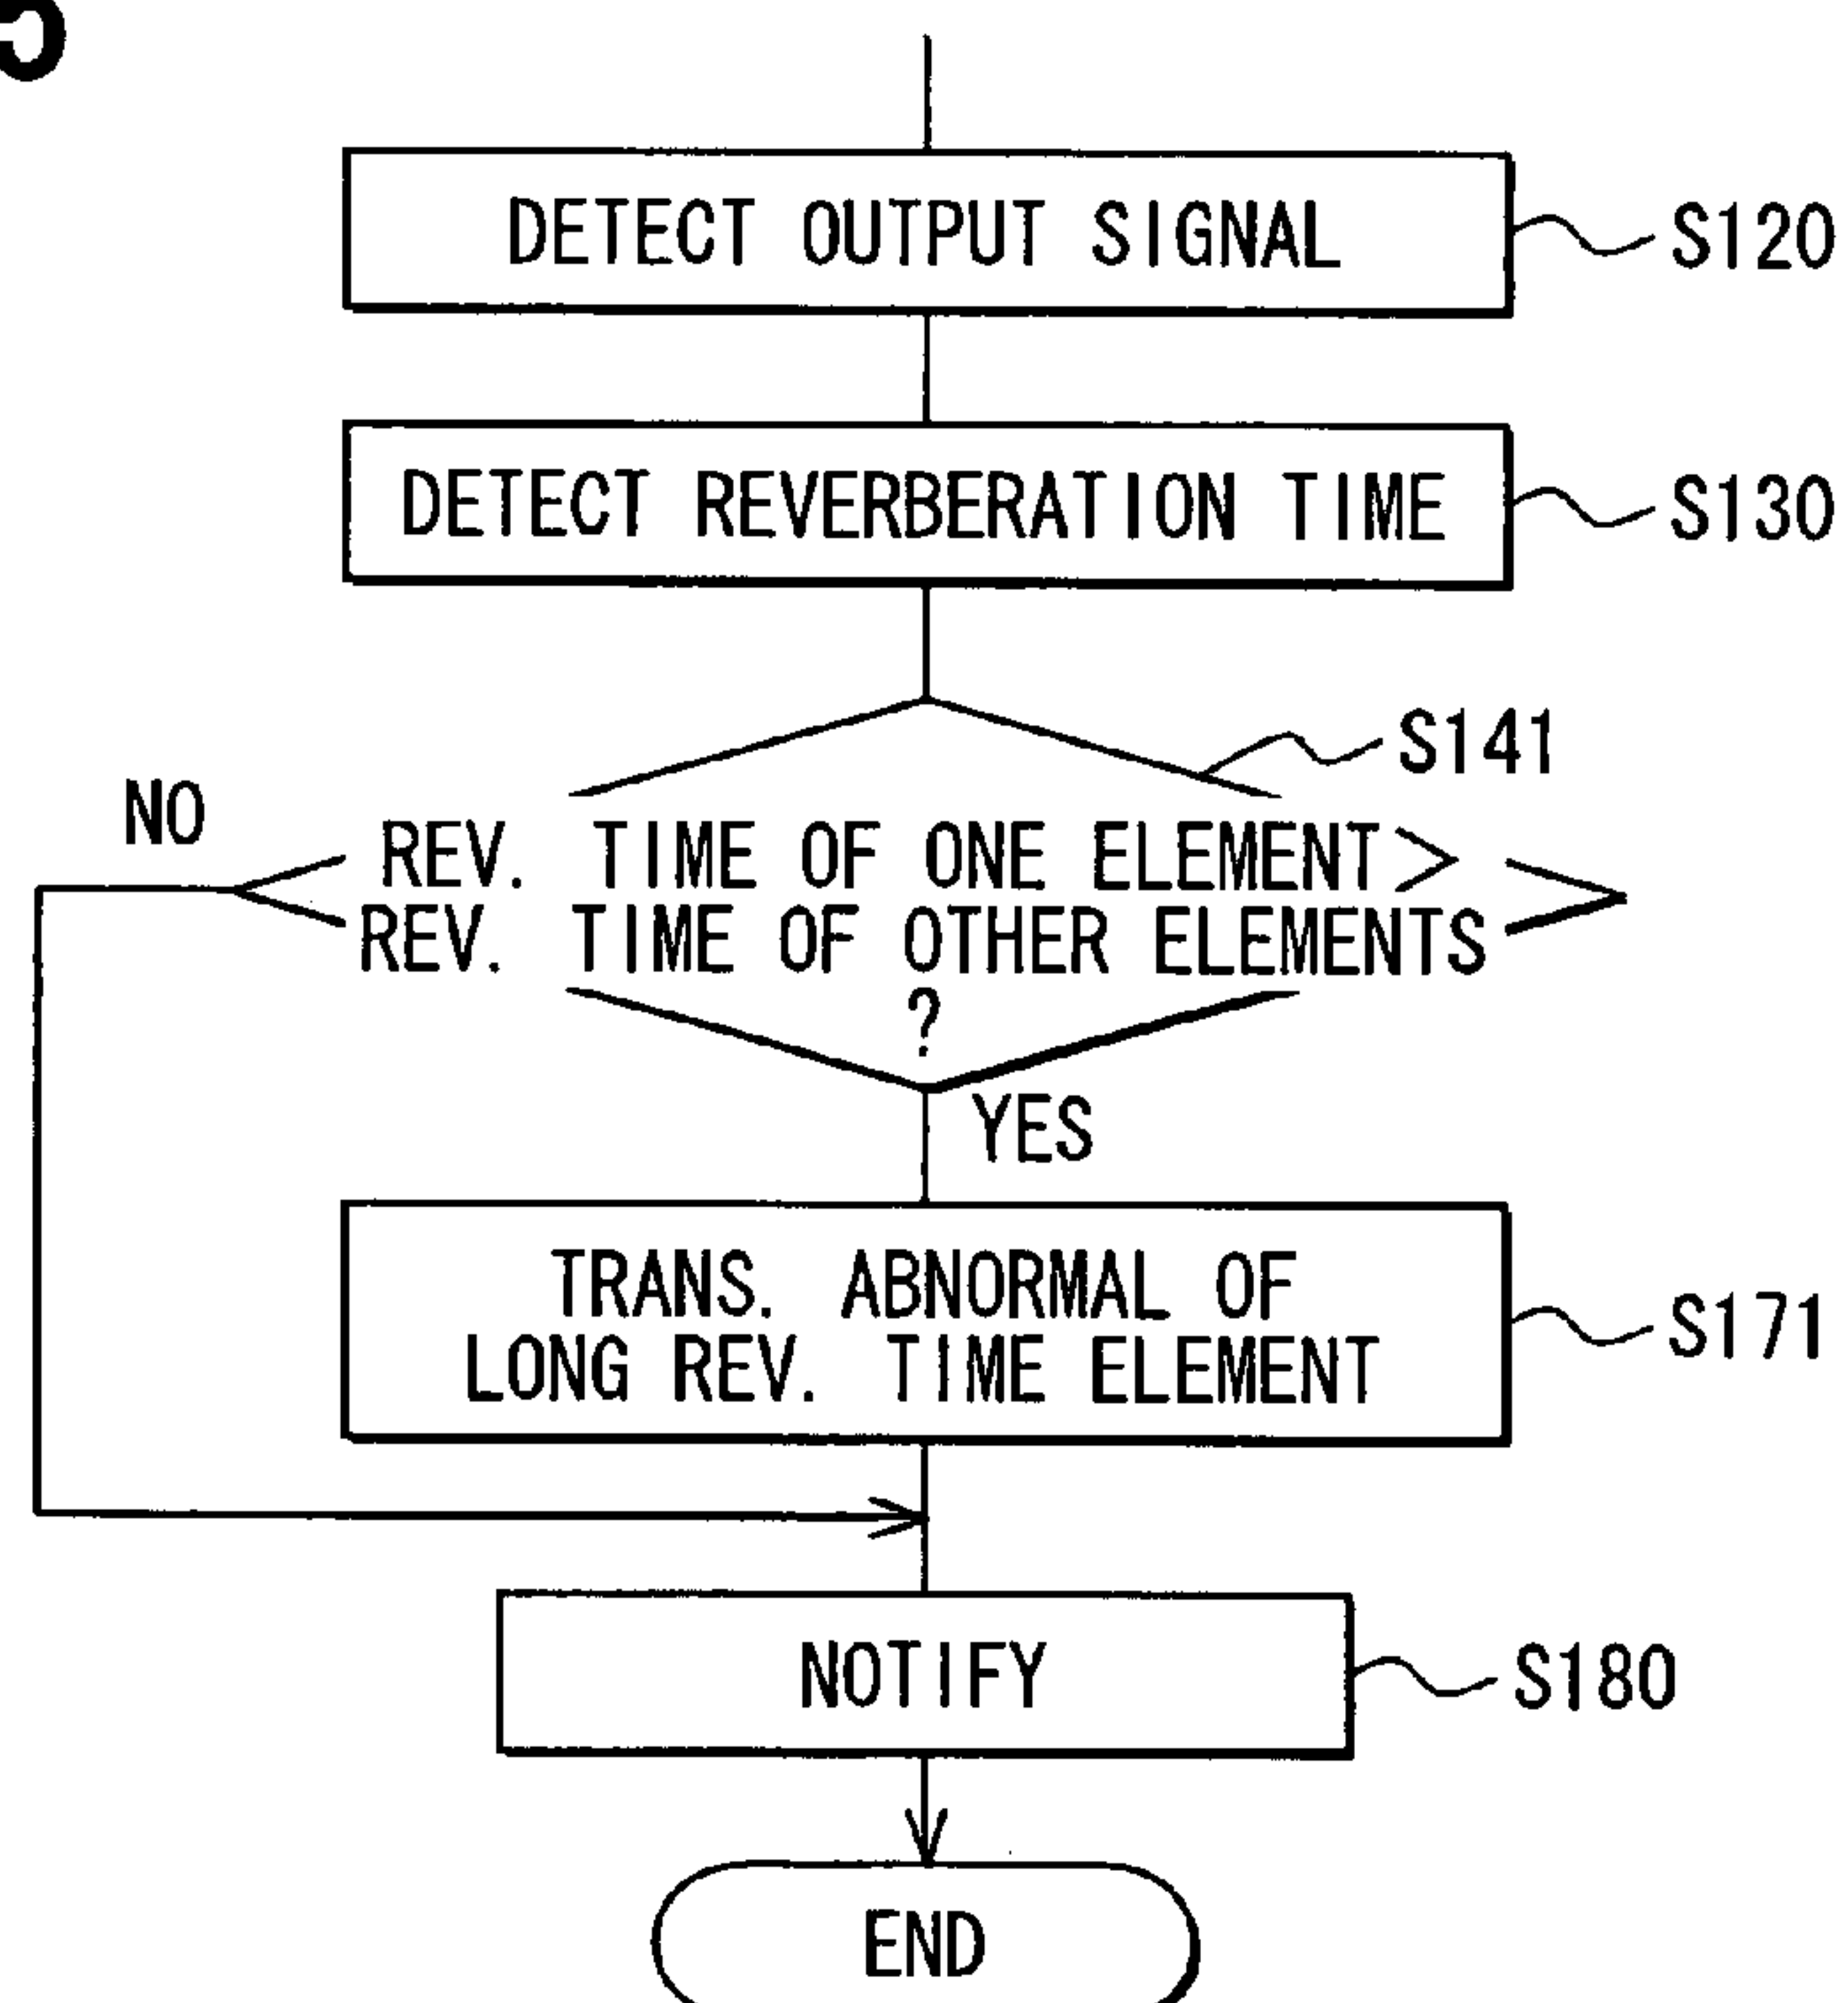 5
DETECT OUTPUT SIGNAL
S120
DETECT REVERBERATION TIME
S130
S141
NO
REV. TIME OF ONE ELEMENT>
REV. TIME OF OTHER ELEMENTS
?
YES
TRANS. ABNORMAL OF
LONG REV. TIME ELEMENT
S171
NOTIFY
S180
END